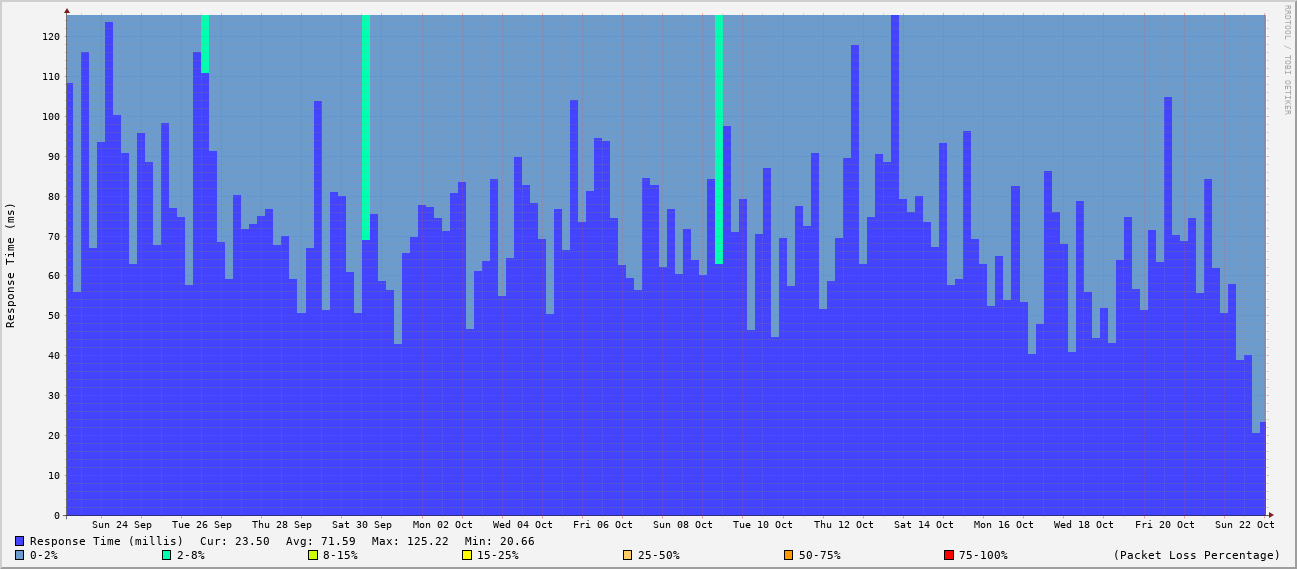 RRDTOOL / TOBI OETIKER
Response Time (ms)
120
110
100
90
80
70
60
50
40
30
20
10
0
Sun 24 Sep Tue 26 Sep Thu 28 Sep Sat 30 Sep Mon 02 Oct Wed 04 Oct Fri 06 Oct Sun 08 Oct Tue 10 Oct Thu 12 Oct Sat 14 Oct Mon 16 Oct Wed 18 Oct Fri 20 Oct Sun 22 Oct
Response Time (millis) Cur: 23.50 Avg: 71.59 Max: 125.22 Min: 20.66
0-2% 2-8% 8-15% 15-25% 25-50% 50-75% 75-100% (Packet Loss Percentage)